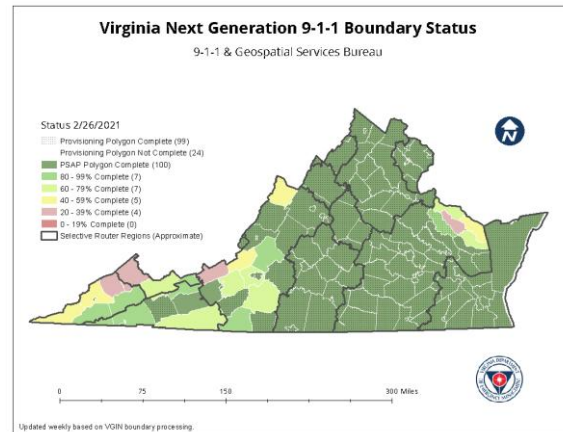 Virginia Next Generation 9-1-1 Boundary Status
9-1-1 & Geospatial Services Bureau
Status 2/26/2021
Provisioning Polygon Complete (99)
Provisioning Polygon Not Complete (24)
PSAP Polygon Complete (100)
80 - 99% Complete (7)
60 - 79% Complete (7)
40 - 59% Complete (5)
20 - 39% Complete (4)
0 - 19% Complete (0)
Selective Router Regions (Approximate)
N
0 75 150 300 Miles
Updated weekly based on VGIN boundary processing.